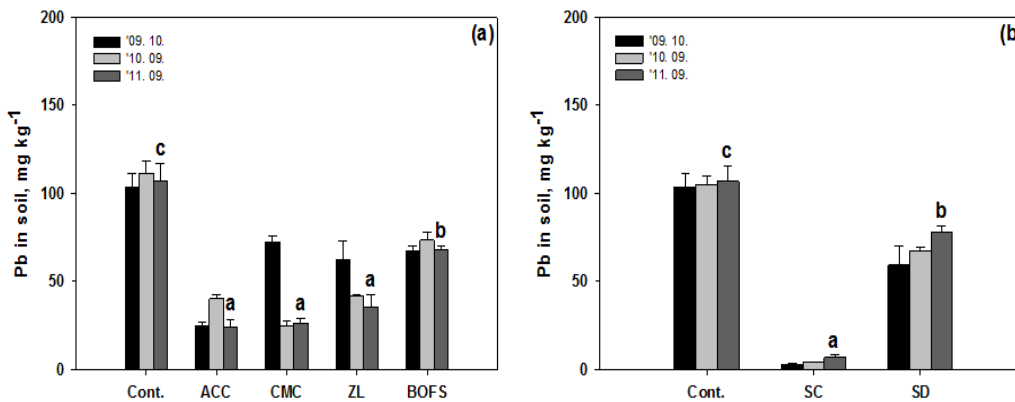 200
150
100
50
0
Pb in soil, mg kg-1
'09. 10.
'10. 09.
'11. 09.
(a)
c
a
a
a
b
Cont. ACC CMC ZL BOFS
200
150
100
50
0
Pb in soil, mg kg-1
'09. 10.
'10. 09.
'11. 09.
(b
c
a
b
Cont. SC SD